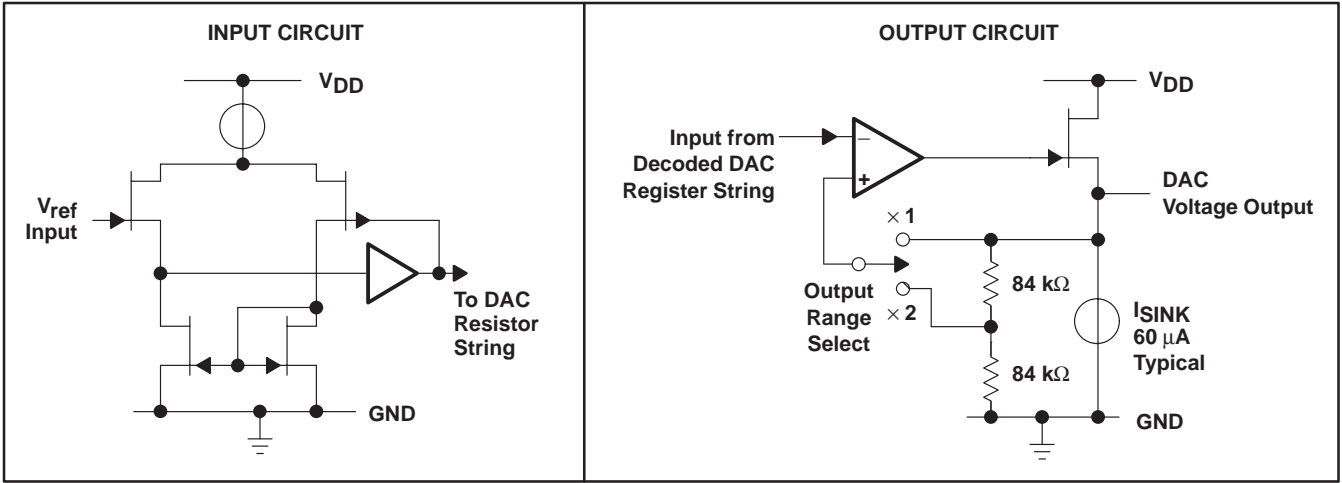 INPUT CIRCUIT
VDD
Vref
Input
To DAC
Resistor
String
GND
OUTPUT CIRCUIT
VDD
Input from
Decoded DAC
Register String
−
+
DAC
Voltage Output
× 1
84 kΩ
Output
Range
Select
× 2
ISINK
60 μA
Typical
84 kΩ
GND